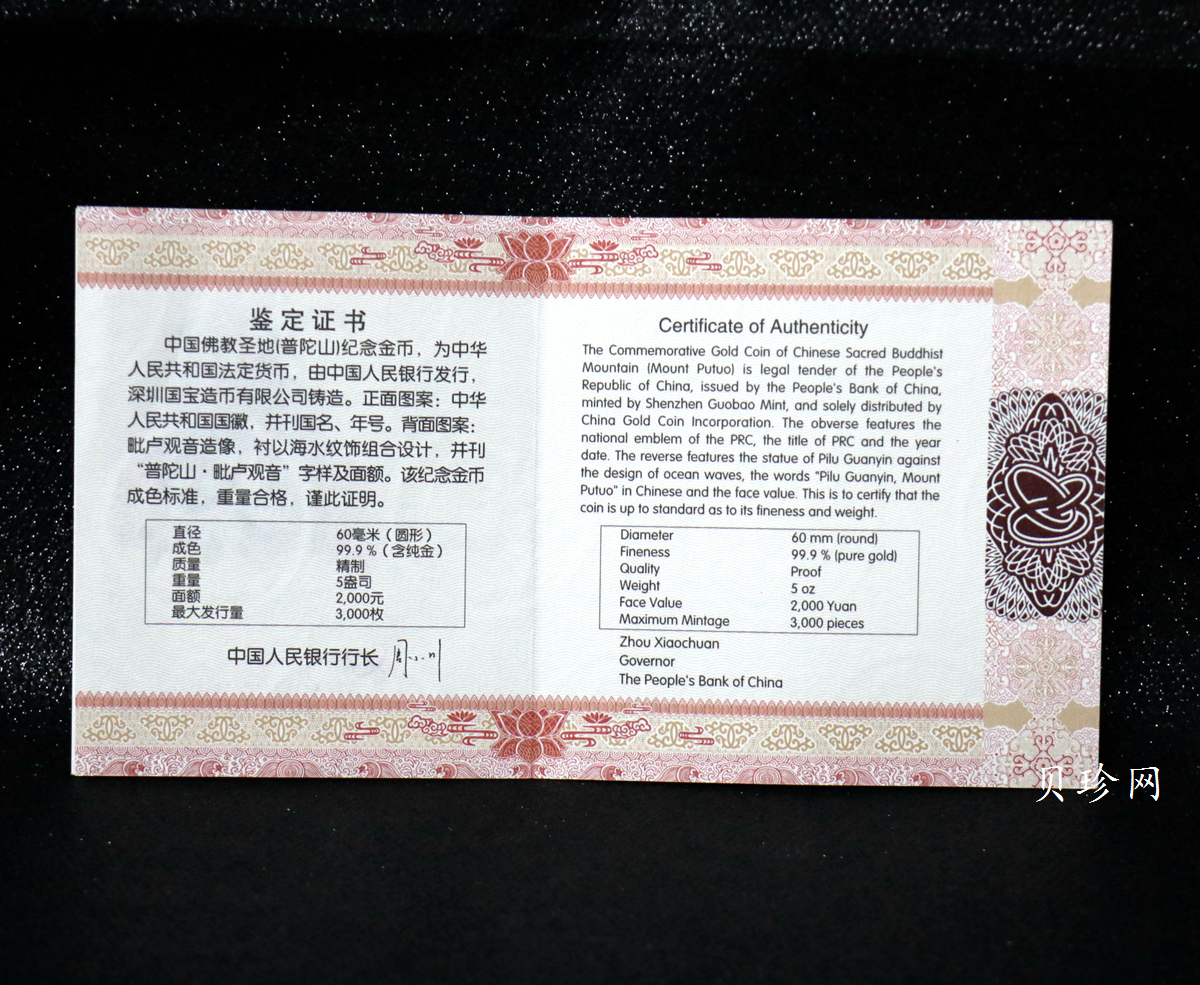 鉴定证书
中国佛教圣地(普陀山)纪念金币，为中华
人民共和国法定货币，由中国人民银行发行，
深圳国宝造币有限公司铸造。正面图案：中华
人民共和国国徽，并刊国名、年号。背面图案：
毗卢观音造像，衬以海水纹饰组合设计，并刊
“普陀山·毗卢观音”字样及面额。该纪念金币
成色标准，重量合格，谨此证明。
直径 60毫米（圆形）
成色 99.9％（含纯金）
质量 精制
重量 5盎司
面额 2,000元
最大发行量 3,000枚
中国人民银行行长
Certificate of Authenticity
The Commemorative Gold Coin of Chinese Sacred Buddhist
Mountain (Mount Putuo) is legal tender of the People's
Republic of China, issued by the People's Bank of China,
minted by Shenzhen Guobao Mint, and solely distributed by
China Gold Coin Incorporation. The obverse features the
national emblem of the PRC, the title of PRC and the year
date. The reverse features the statue of Pilu Guanyin against
the design of ocean waves, the words “Pilu Guanyin, Mount
Putuo” in Chinese and the face value. This is to certify that the
coin is up to standard as to its fineness and weight.
Diameter 60 mm (round)
Fineness 99.9 % (pure gold)
Quality Proof
Weight 5 oz
Face Value 2,000 Yuan
Maximum Mintage 3,000 pieces
Zhou Xiaochuan
Governor
The People's Bank of China
贝珍网